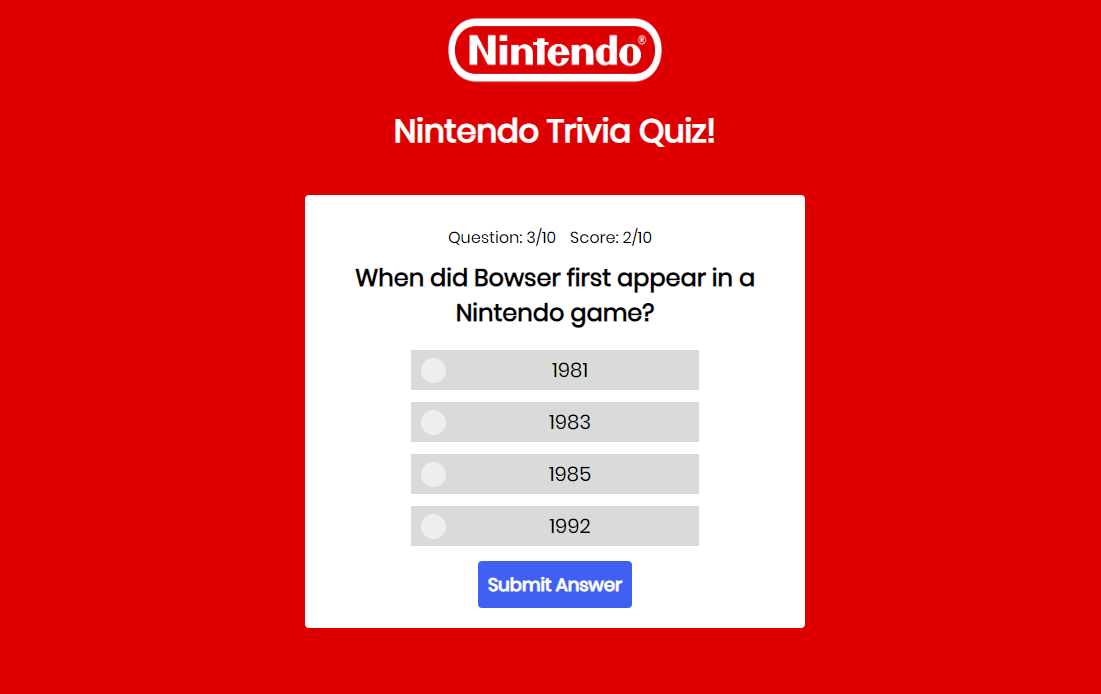 Nintendo®
Nintendo Trivia Quiz!
Question: 3/10 Score: 2/10
When did Bowser first appear in a
Nintendo game?
1981
1983
1985
1992
Submit Answer